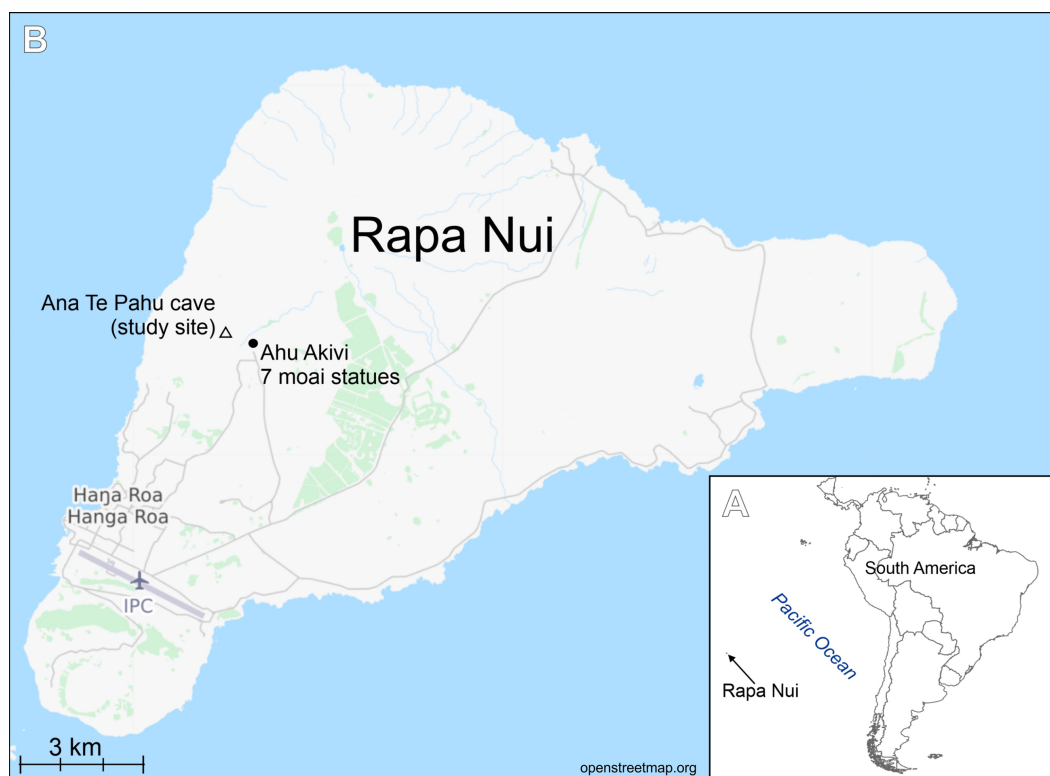 B
Rapa Nui
Ana Te Pahu cave
(study site)
Ahu Akivi
7 moai statues
Haŋa Roa
Hanga Roa
IPC
3 km
openstreetmap.org
A
South America
Pacific Ocean
Rapa Nui